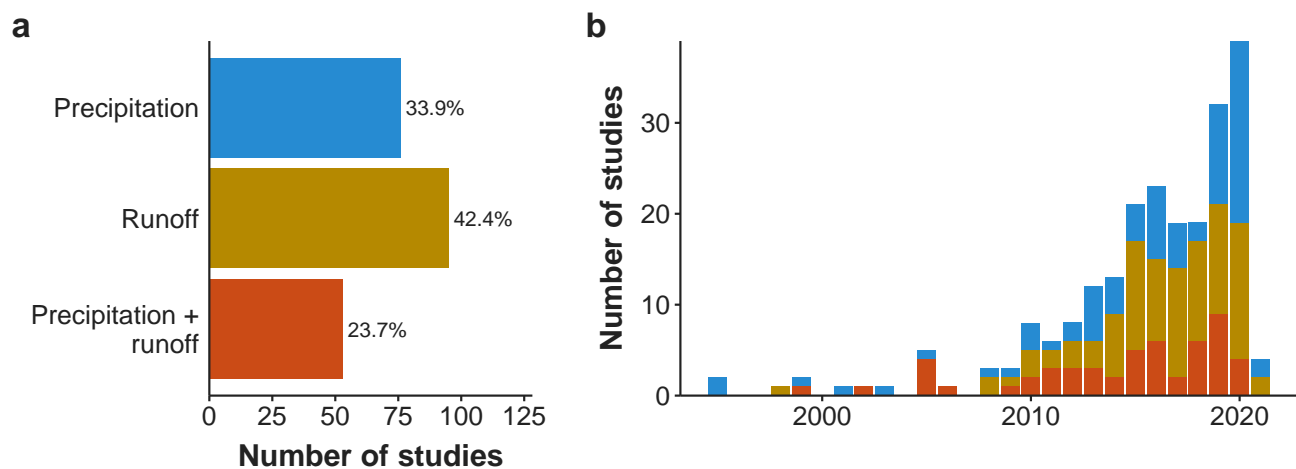 a
Precipitation
33.9%
Runoff
42.4%
Precipitation +
runoff
23.7%
0 25 50 75 100 125
Number of studies
b
Number of studies
30
20
10
0
2000 2010 2020